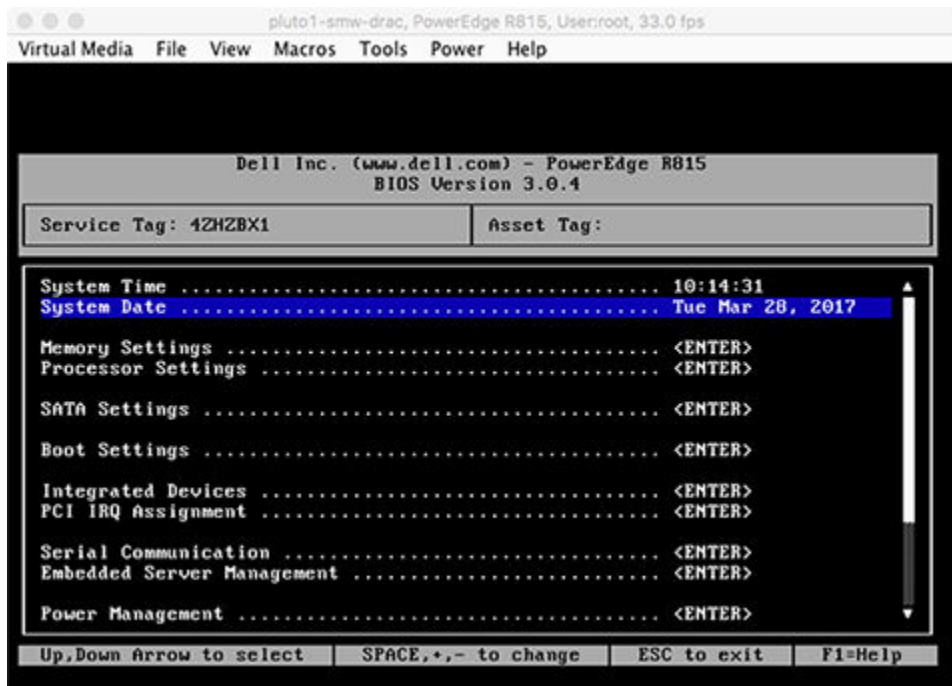 pluto1-smw-drac, PowerEdge R815, User:root, 33.0 fps
Virtual Media File View Macros Tools Power Help
Dell Inc. (www.dell.com) - PowerEdge R815
BIOS Version 3.0.4
Service Tag: 4ZHZBX1 Asset Tag:
System Time .......................................... 10:14:31
System Date .......................................... Tue Mar 28, 2017
Memory Settings ...................................... <ENTER>
Processor Settings ................................... <ENTER>
SATA Settings ........................................ <ENTER>
Boot Settings ........................................ <ENTER>
Integrated Devices ................................... <ENTER>
PCI IRQ Assignment ................................... <ENTER>
Serial Communication ................................. <ENTER>
Embedded Server Management ........................... <ENTER>
Power Management ..................................... <ENTER>
Up,Down Arrow to select SPACE,+,- to change ESC to exit F1=Help